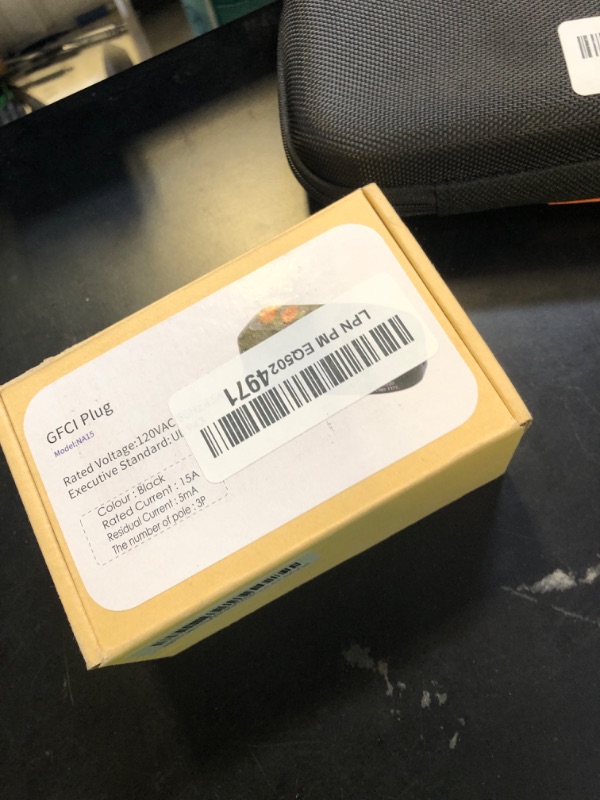 GFCI Plug
Model:NA15
Rated Voltage:120VAC
Executive Standard:UL
Colour : Black
Rated Current : 15A
Residual Current : 5mA
The number of pole : 3P
LPN PM EQ5024971